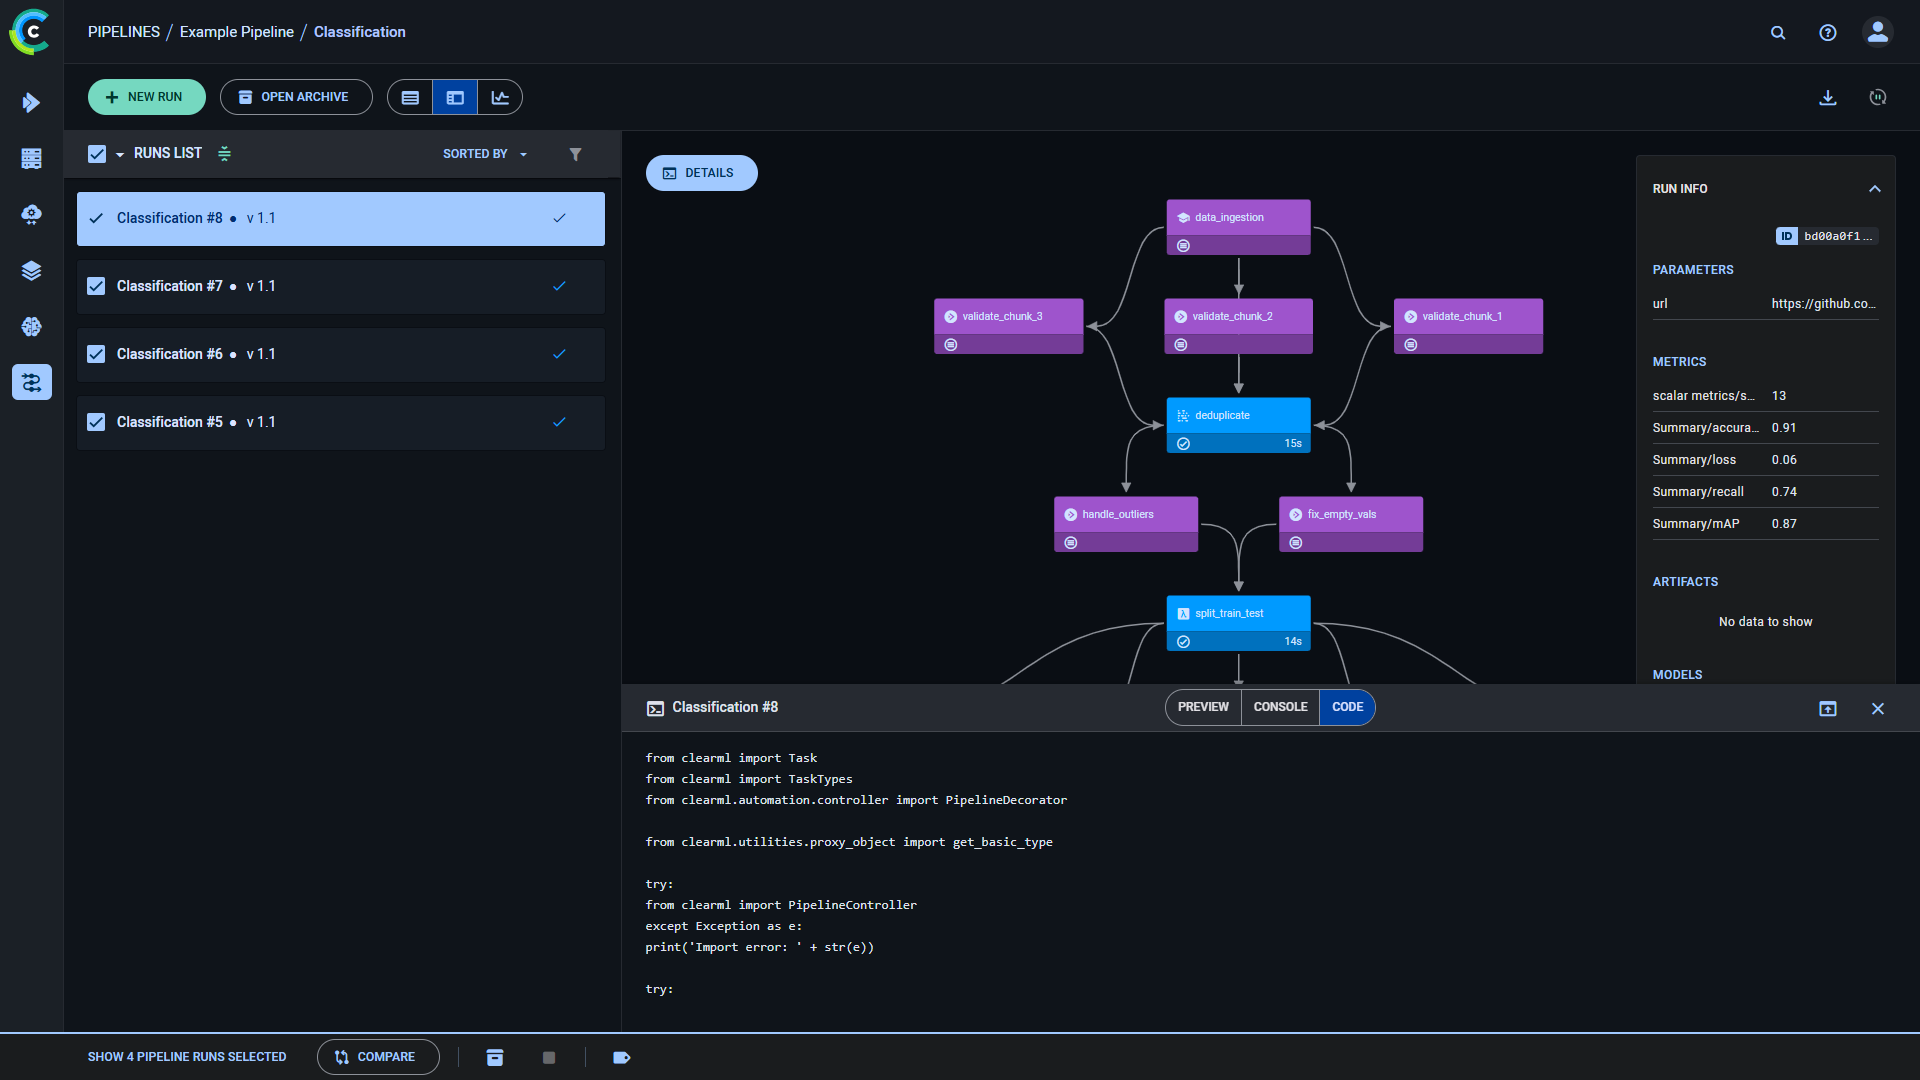 PIPELINES / Example Pipeline / Classification
NEW RUN
OPEN ARCHIVE
RUNS LIST
SORTED BY
Classification #8 • v 1.1
Classification #7 • v 1.1
Classification #6 • v 1.1
Classification #5 • v 1.1
DETAILS
data_ingestion
validate_chunk_3
validate_chunk_2
validate_chunk_1
deduplicate
15s
handle_outliers
fix_empty_vals
split_train_test
14s
RUN INFO
ID bd00a0f1...
PARAMETERS
url https://github.co...
METRICS
scalar metrics/s... 13
Summary/accura... 0.91
Summary/loss 0.06
Summary/recall 0.74
Summary/mAP 0.87
ARTIFACTS
No data to show
MODELS
Classification #8
PREVIEW
CONSOLE
CODE
from clearml import Task
from clearml import TaskTypes
from clearml.automation.controller import PipelineDecorator
from clearml.utilities.proxy_object import get_basic_type
try:
from clearml import PipelineController
except Exception as e:
print('Import error: ' + str(e))
try:
SHOW 4 PIPELINE RUNS SELECTED
COMPARE